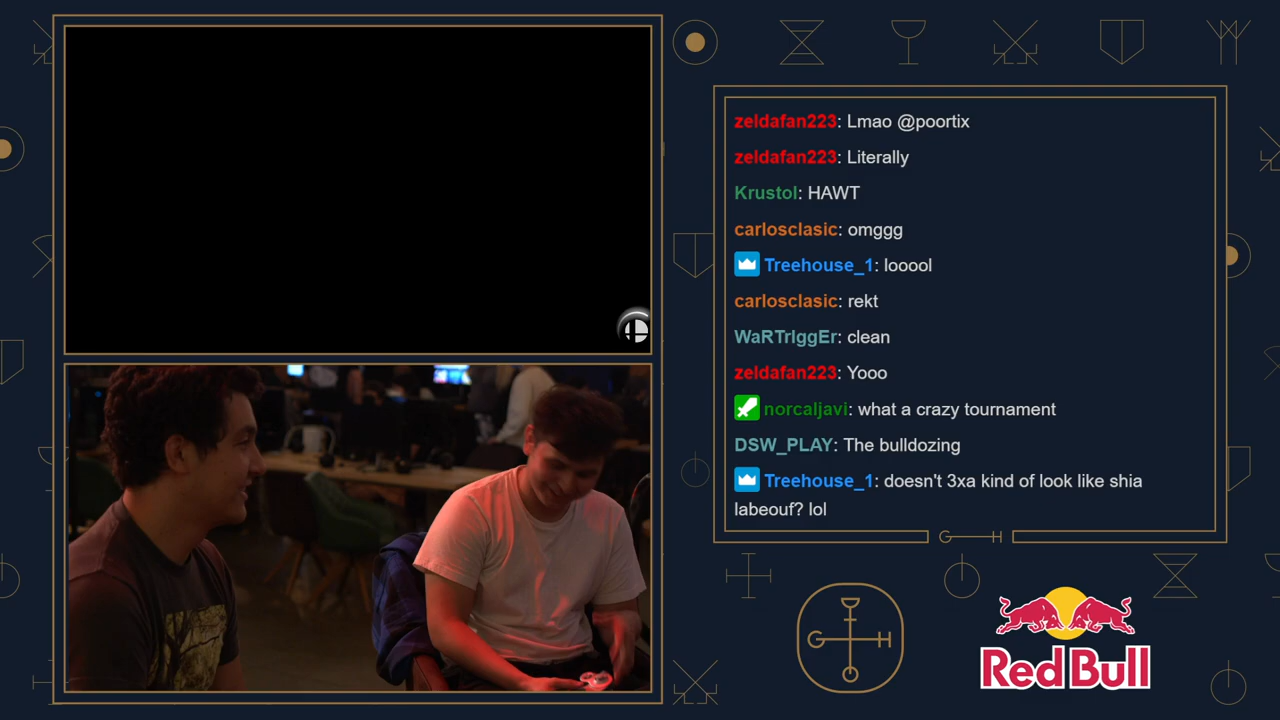 zeldafan223: Lmao @poortix
zeldafan223: Literally
Krustol: HAWT
carlosclasic: omggg
Treehouse_1: looool
carlosclasic: rekt
WaRTrIggEr: clean
zeldafan223: Yooo
norcaljavi: what a crazy tournament
DSW_PLAY: The bulldozing
Treehouse_1: doesn't 3xa kind of look like shia
labeouf? lol
G H
G H
Red Bull